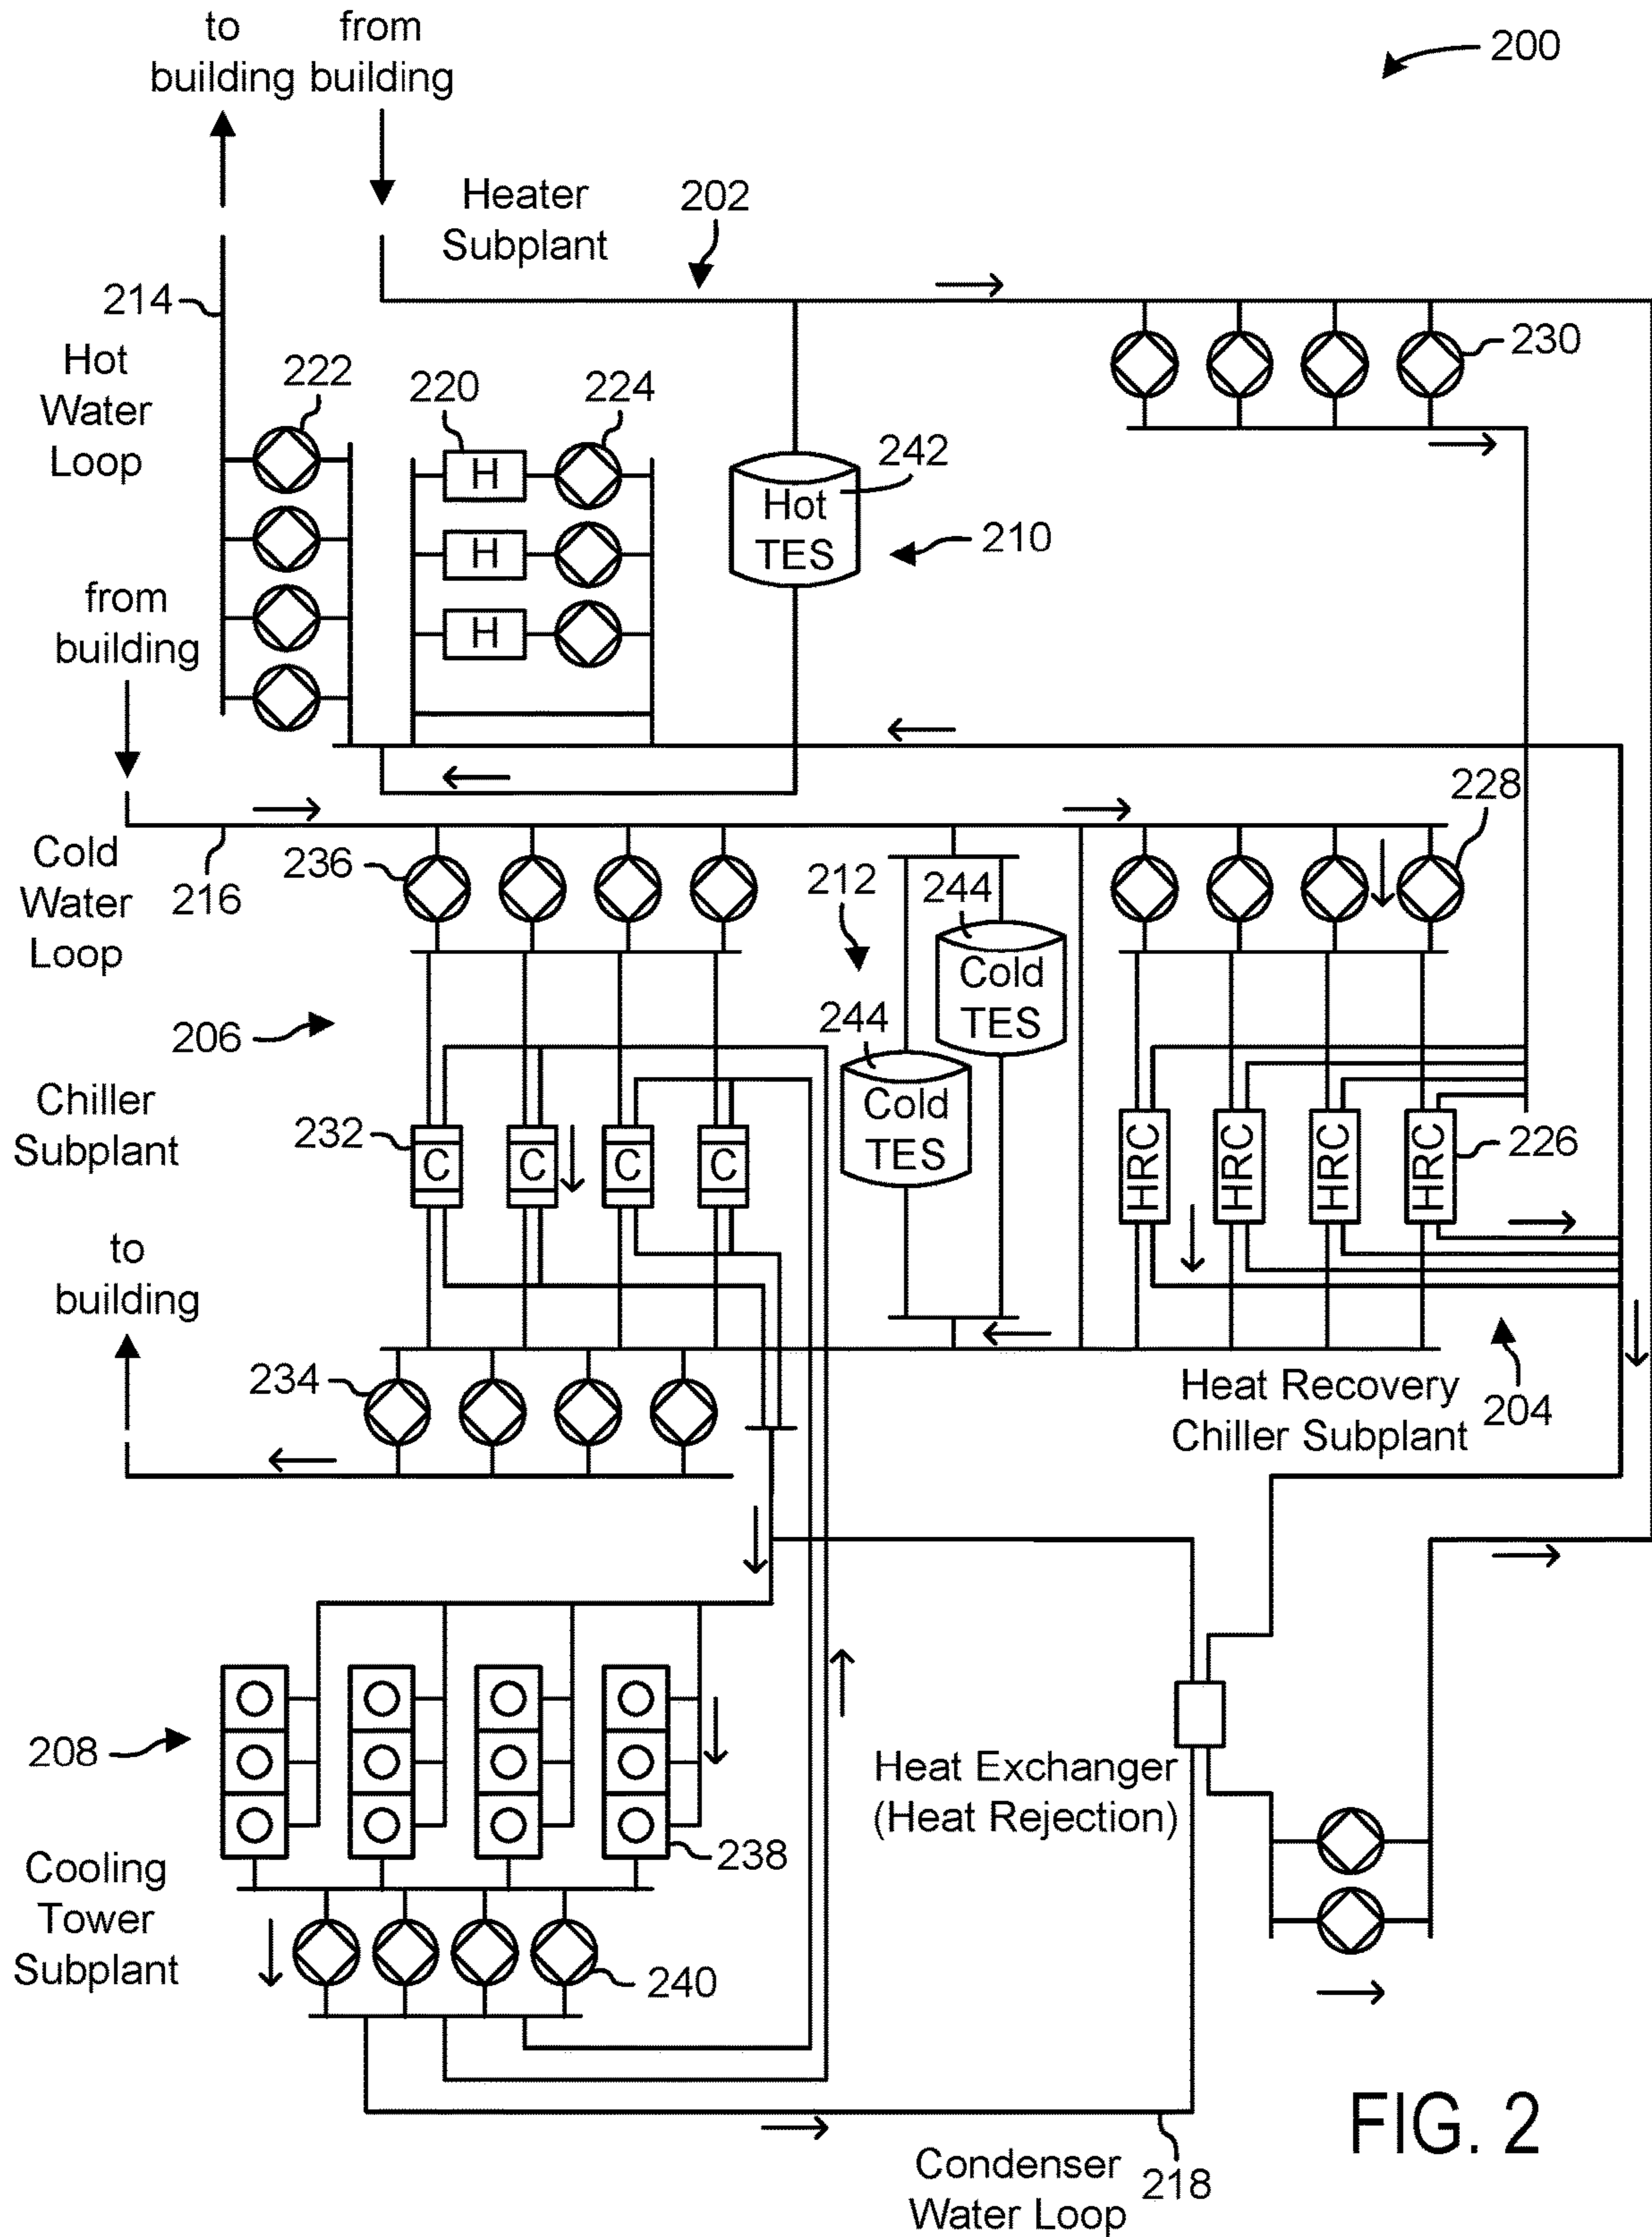 to
building
from
building
200
Heater
Subplant
202
214
Hot
Water
Loop
222
220
224
230
H
H
H
Hot
TES
242
210
from
building
228
Cold
Water
Loop
216
236
212
244
Cold
TES
244
Cold
TES
206
Chiller
Subplant
232
C
C
C
C
HRC
HRC
HRC
HRC
226
to
building
234
Heat Recovery
Chiller Subplant
204
208
Heat Exchanger
(Heat Rejection)
238
Cooling
Tower
Subplant
240
FIG. 2
Condenser
Water Loop
218